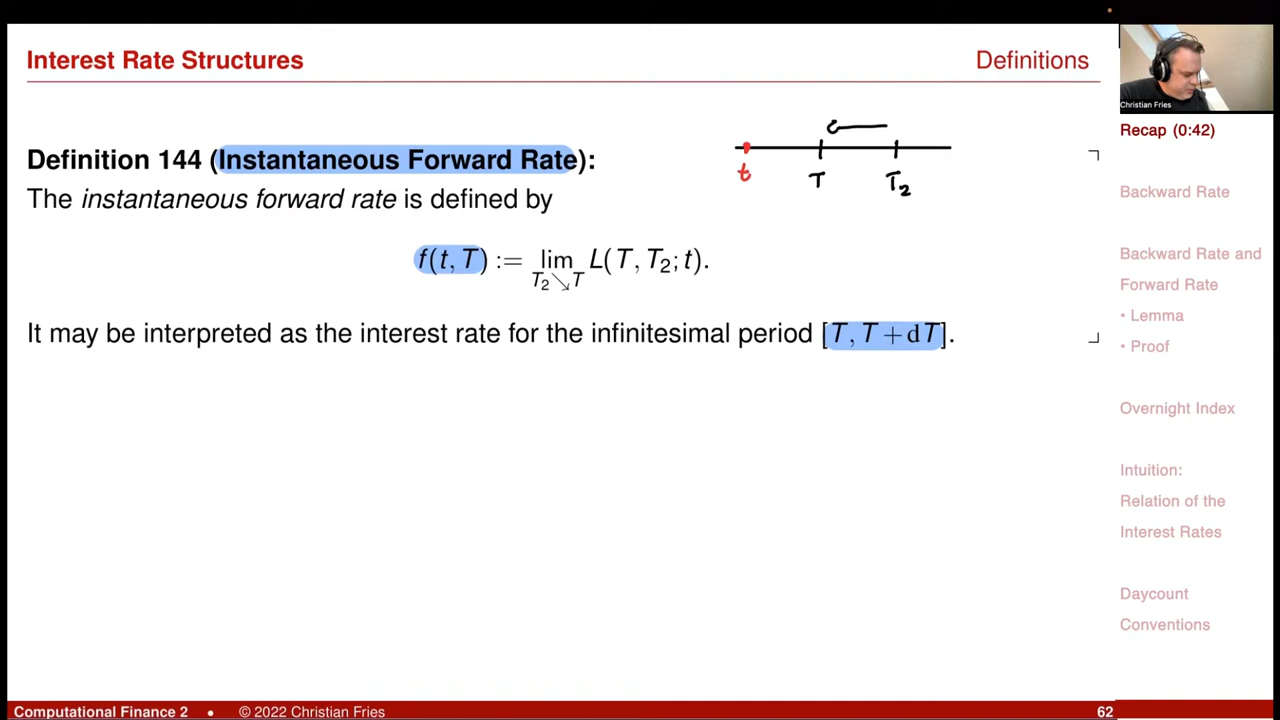 Interest Rate Structures
Definitions
Definition 144 (Instantaneous Forward Rate):
The instantaneous forward rate is defined by
t T T₂
f(t, T) := lim L(T, T₂; t).
T₂↘T
It may be interpreted as the interest rate for the infinitesimal period [T, T + dT].
Christian Fries
Recap (0:42)
Backward Rate
Backward Rate and
Forward Rate
• Lemma
• Proof
Overnight Index
Intuition:
Relation of the
Interest Rates
Daycount
Conventions
Computational Finance 2 • © 2022 Christian Fries
62